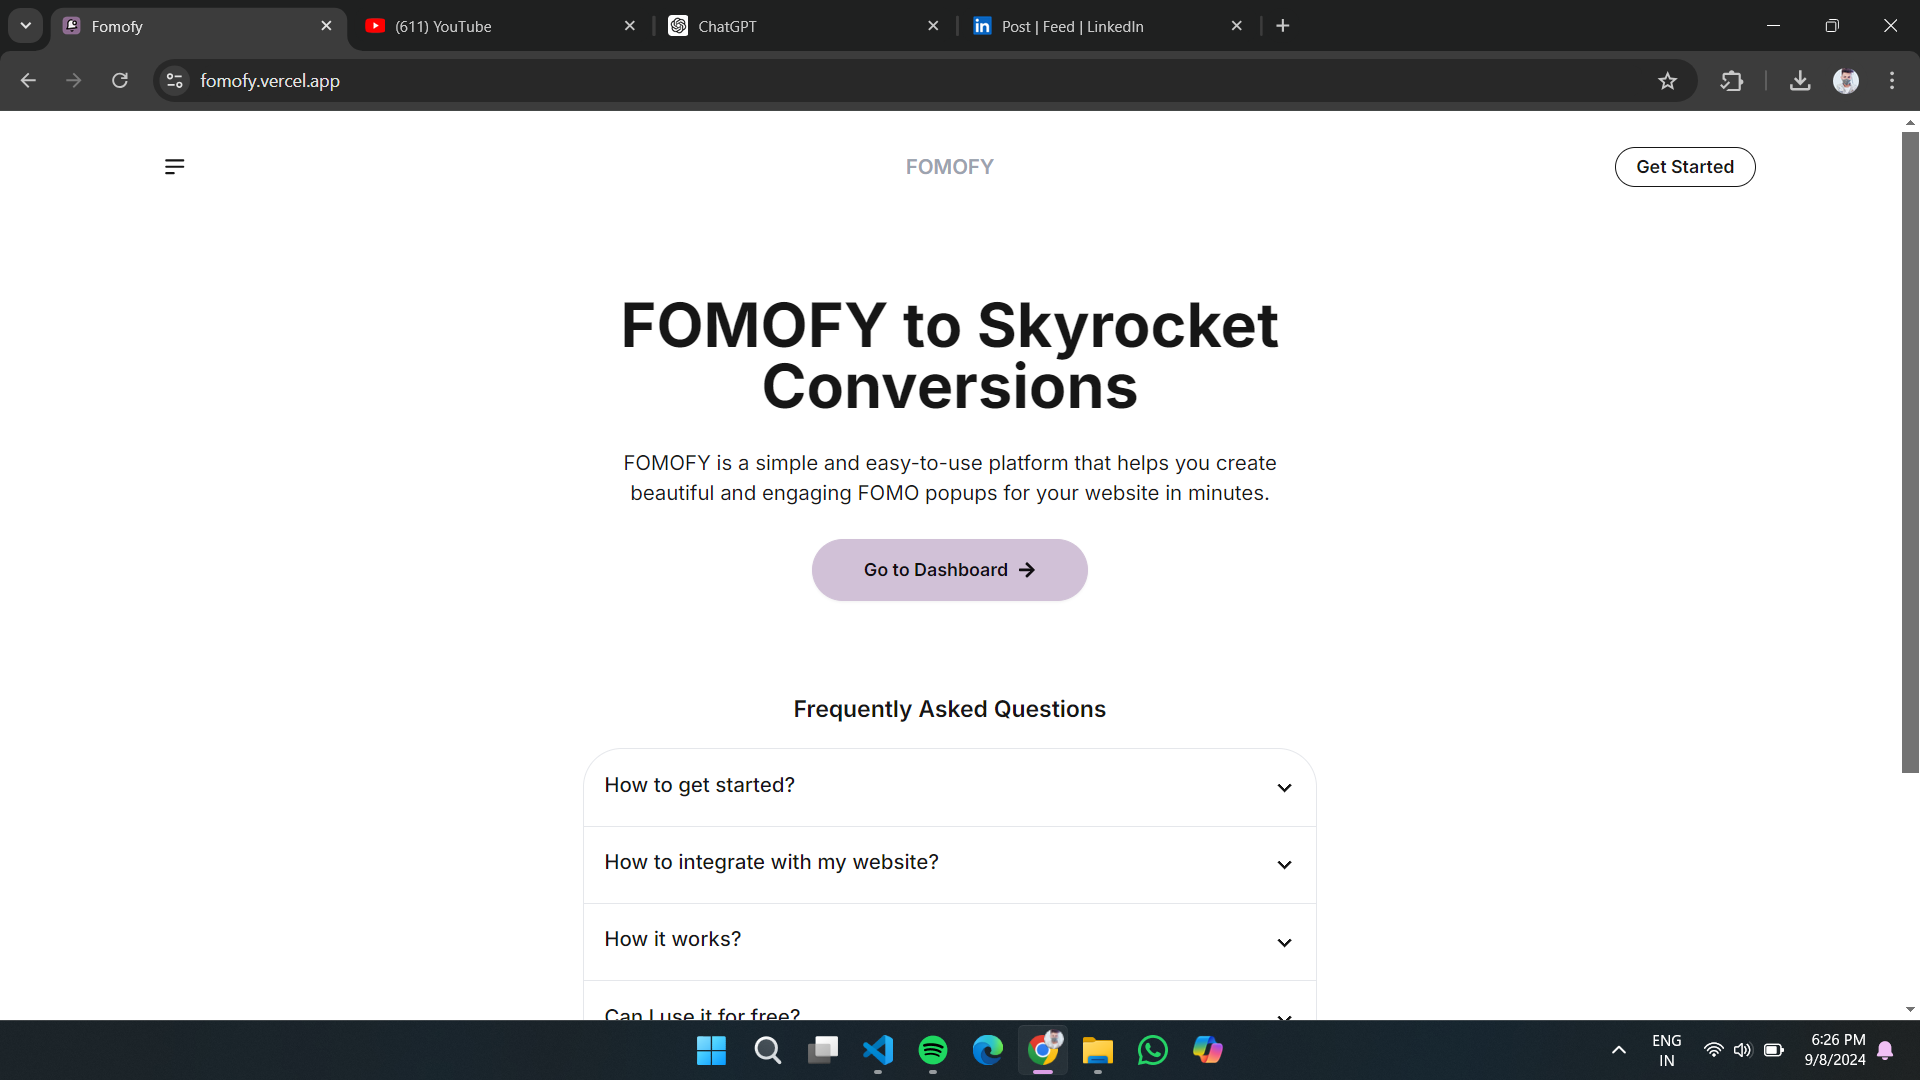 Fomofy
(611) YouTube
ChatGPT
Post | Feed | LinkedIn
fomofy.vercel.app
FOMOFY
Get Started
FOMOFY to Skyrocket
Conversions
FOMOFY is a simple and easy-to-use platform that helps you create
beautiful and engaging FOMO popups for your website in minutes.
Go to Dashboard
Frequently Asked Questions
How to get started?
How to integrate with my website?
How it works?
Can I use it for free?
ENG
IN
6:26 PM
9/8/2024